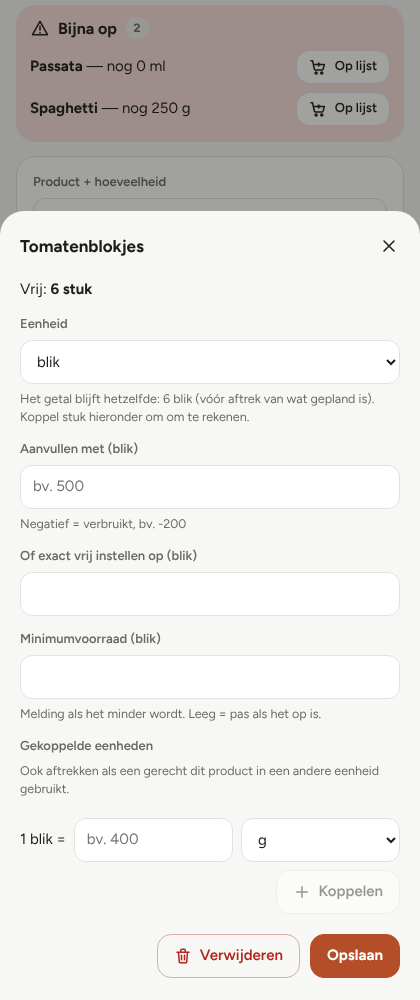 Bijna op 2
Passata — nog 0 ml Op lijst
Spaghetti — nog 250 g Op lijst
Product + hoeveelheid
Tomatenblokjes
Vrij: 6 stuk
Eenheid
blik
Het getal blijft hetzelfde: 6 blik (vóór aftrek van wat gepland is).
Koppel stuk hieronder om om te rekenen.
Aanvullen met (blik)
bv. 500
Negatief = verbruikt, bv. -200
Of exact vrij instellen op (blik)
Minimumvoorraad (blik)
Melding als het minder wordt. Leeg = pas als het op is.
Gekoppelde eenheden
Ook aftrekken als een gerecht dit product in een andere eenheid
gebruikt.
1 blik = bv. 400 g
Koppelen
Verwijderen Opslaan